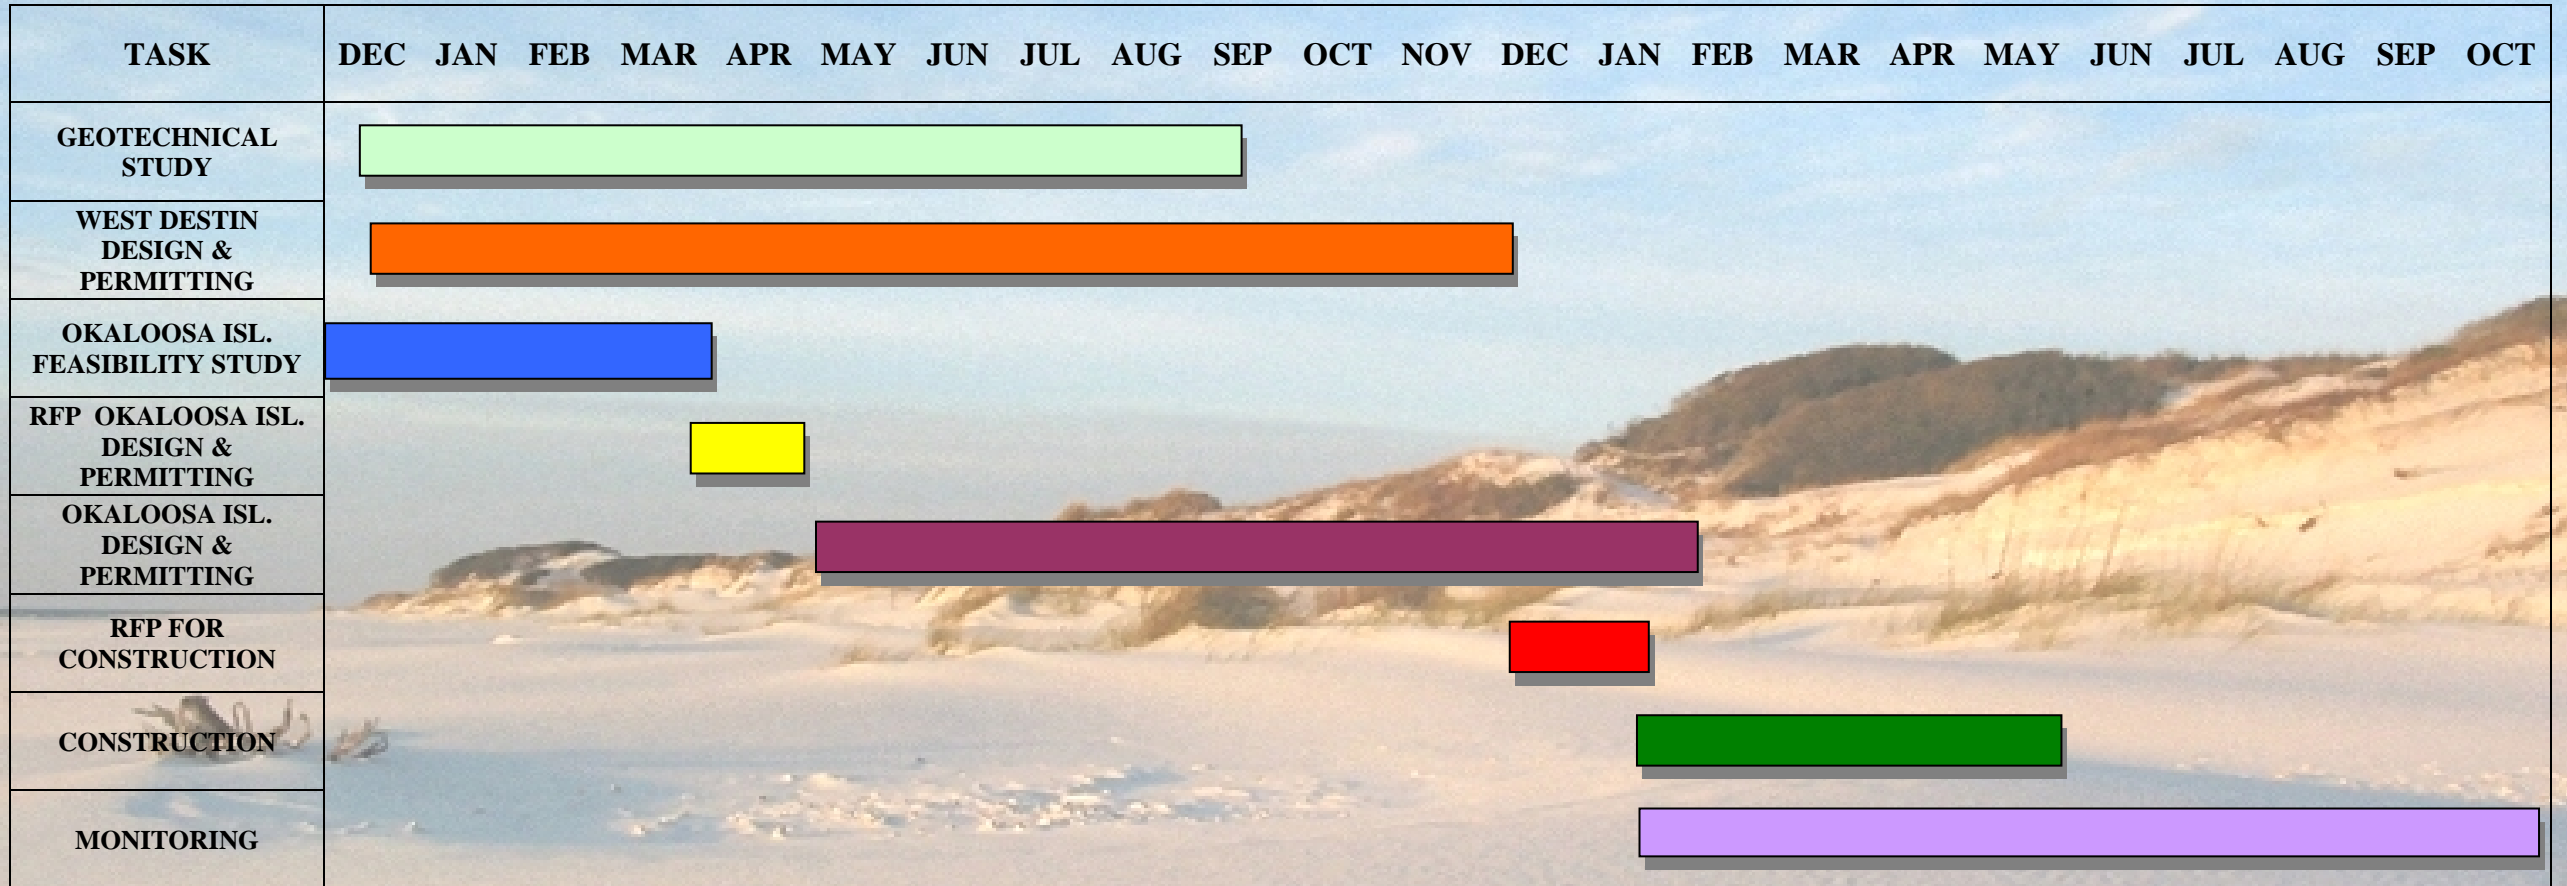 TASK DEC JAN FEB MAR APR MAY JUN JUL AUG SEP OCT NOV DEC JAN FEB MAR APR MAY JUN JUL AUG SEP OCT
GEOTECHNICAL
STUDY
WEST DESTIN
DESIGN &
PERMITTING
OKALOOSA ISL.
FEASIBILITY STUDY
RFP OKALOOSA ISL.
DESIGN &
PERMITTING
OKALOOSA ISL.
DESIGN &
PERMITTING
RFP FOR
CONSTRUCTION
CONSTRUCTION
MONITORING